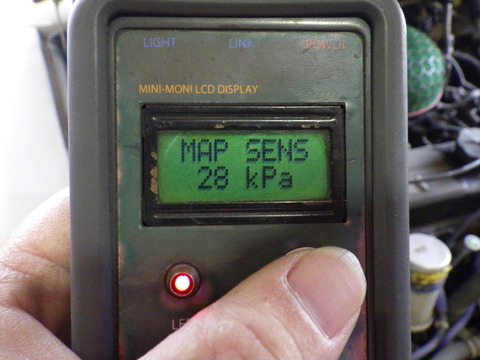 LIGHT LINK POWER
MINI-MONI LCD DISPLAY
MAP SENS
28 kPa